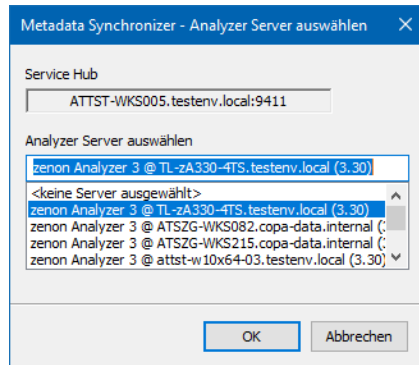 Metadata Synchronizer - Analyzer Server auswählen
Service Hub
ATTST-WKS005.testenv.local:9411
Analyzer Server auswählen
zenon Analyzer 3 @ TL-zA330-4TS.testenv.local (3.30)
<keine Server ausgewählt>
zenon Analyzer 3 @ TL-zA330-4TS.testenv.local (3.30)
zenon Analyzer 3 @ ATSZG-WKS082.copa-data.internal (
zenon Analyzer 3 @ ATSZG-WKS215.copa-data.internal (
zenon Analyzer 3 @ attst-w10x64-03.testenv.local (3.30)
OK
Abbrechen